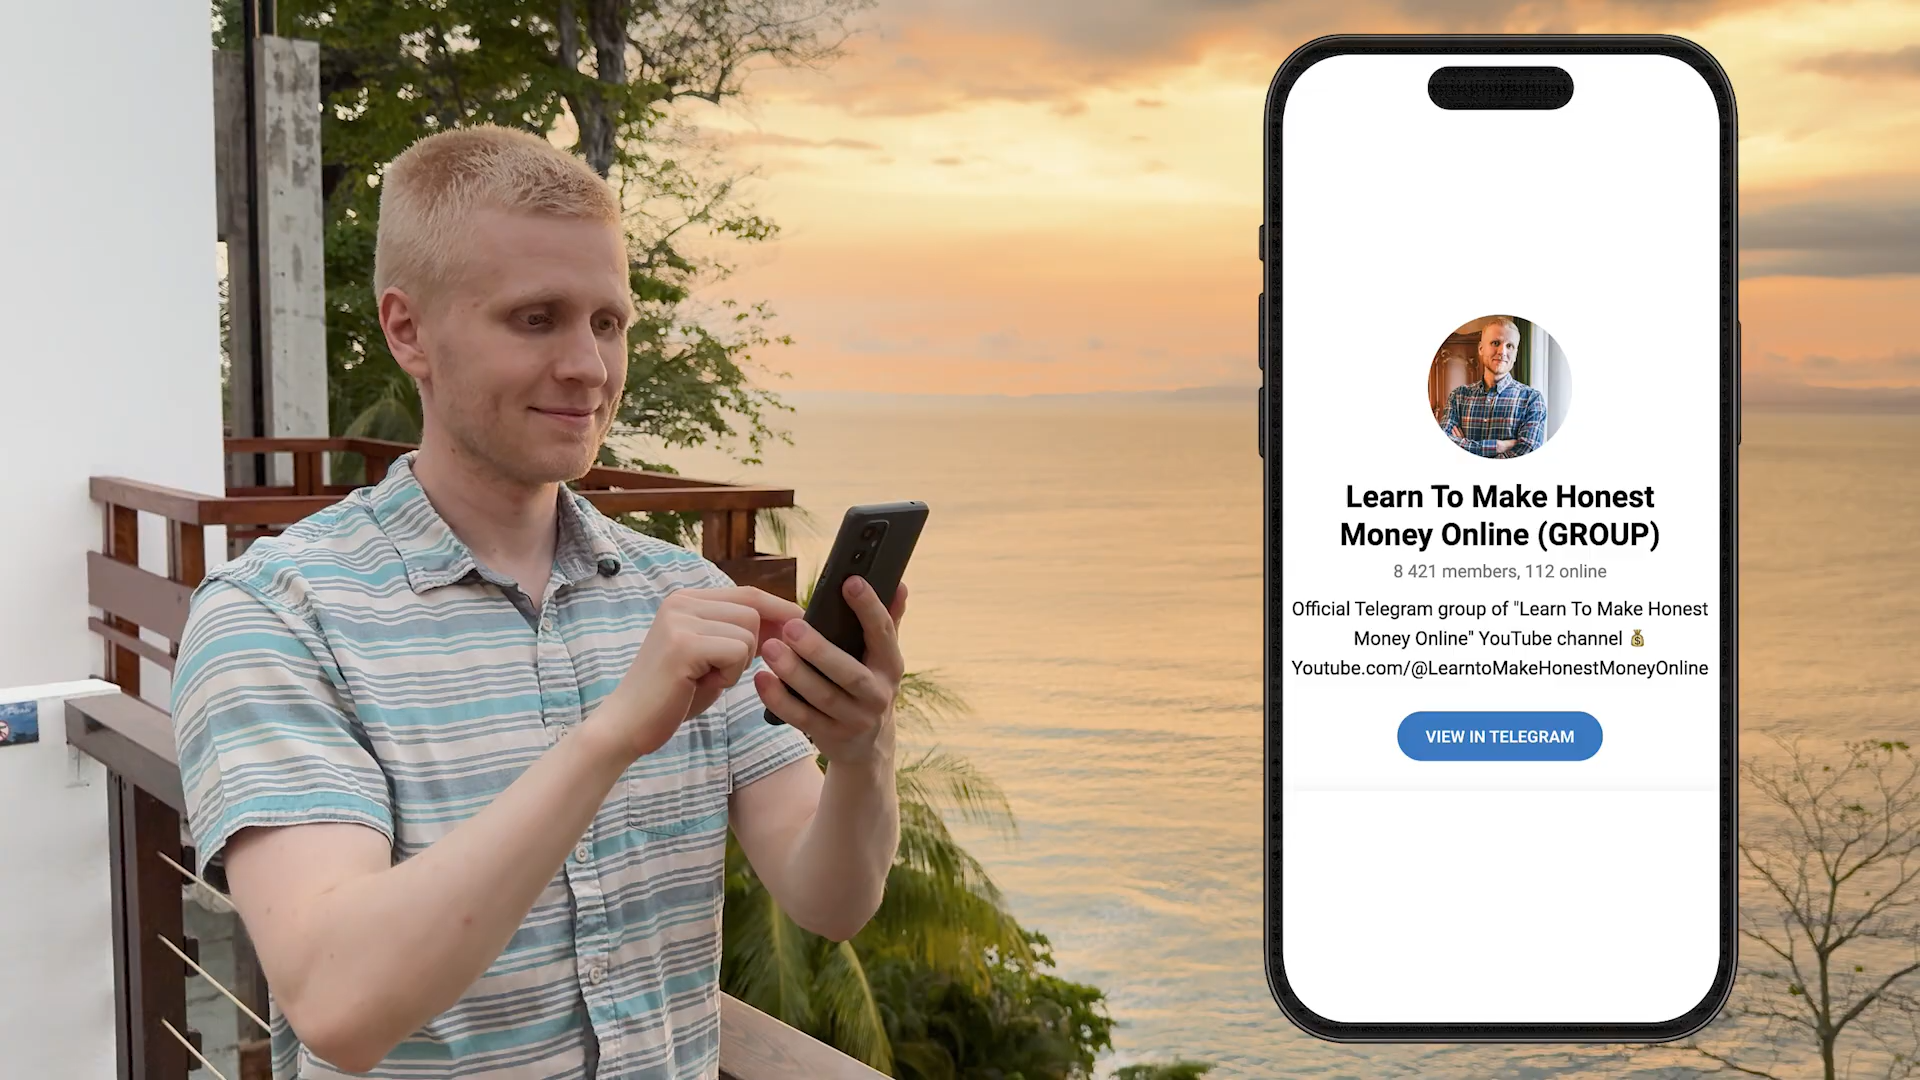 Learn To Make Honest
Money Online (GROUP)
8 421 members, 112 online
Official Telegram group of "Learn To Make Honest
Money Online" YouTube channel 💰
Youtube.com/@LearntoMakeHonestMoneyOnline
VIEW IN TELEGRAM